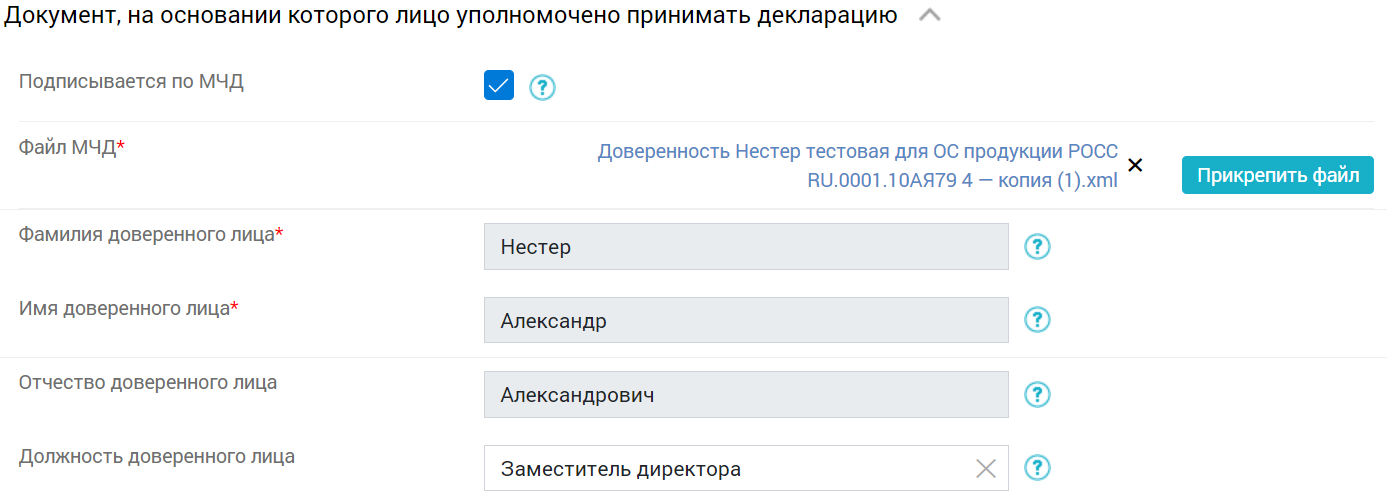 Документ, на основании которого лицо уполномочено принимать декларацию
Подписывается по МЧД
?
Файл МЧД*
Доверенность Нестер тестовая для ОС продукции РОСС
RU.0001.10АЯ79 4 — копия (1).xml
Прикрепить файл
Фамилия доверенного лица*
Нестер
?
Имя доверенного лица*
Александр
?
Отчество доверенного лица
Александрович
?
Должность доверенного лица
Заместитель директора
?